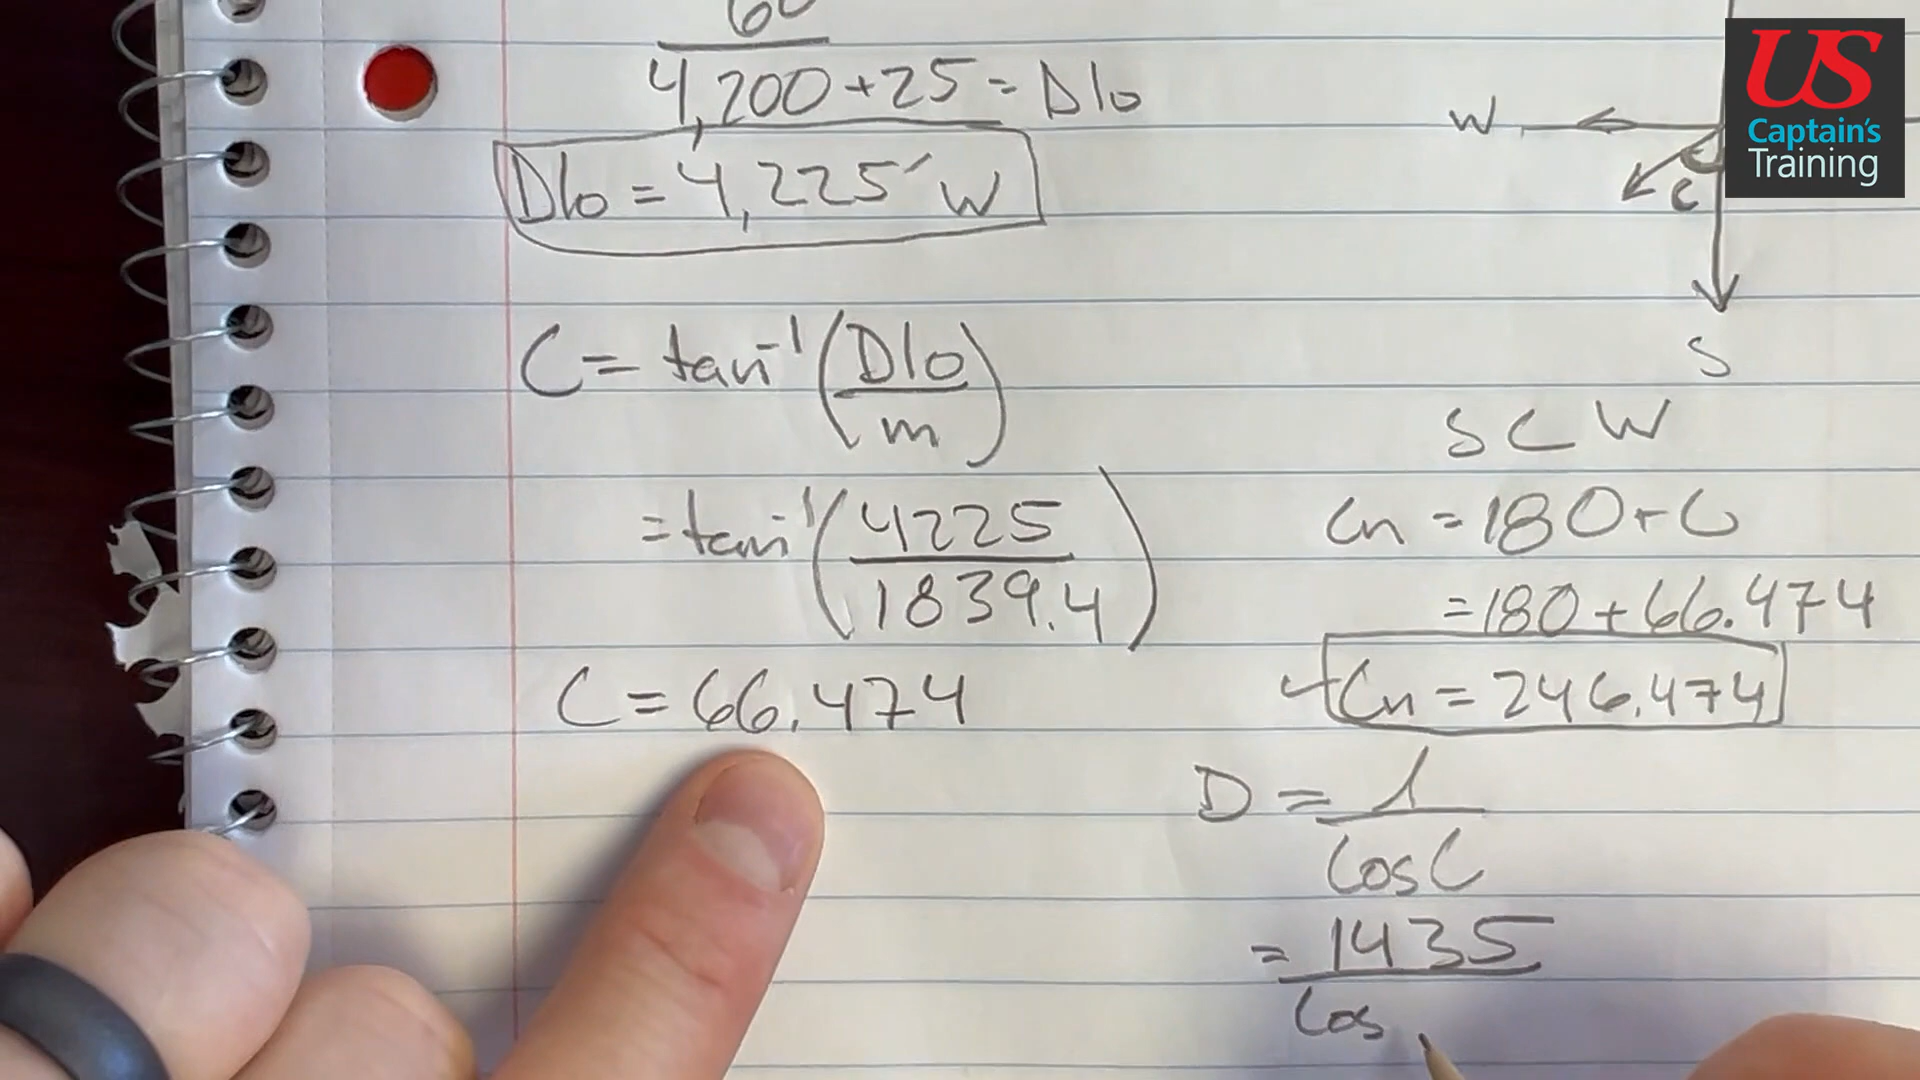 60
4,200+25 = Dlo
Dlo = 4,225' W
C = tan⁻¹ (Dlo/m)
= tan⁻¹ (4225/1839.4)
C = 66.474
W
C
S
S C W
Cn = 180 + C
= 180 + 66.474
Cn = 246.474
D = l
Cos C
= 1435
Cos
US
Captain's
Training